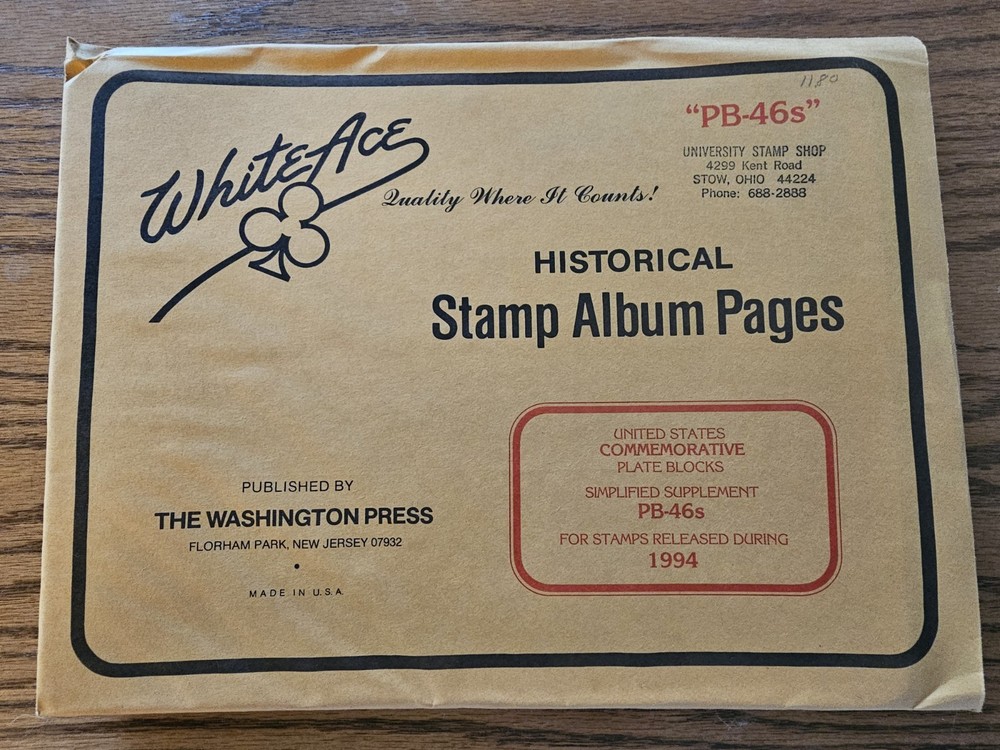 1180
"PB-46s"
UNIVERSITY STAMP SHOP
4299 Kent Road
STOW, OHIO 44224
Phone: 688-2888
White Ace
Quality Where It Counts!
HISTORICAL
Stamp Album Pages
UNITED STATES
COMMEMORATIVE
PLATE BLOCKS
SIMPLIFIED SUPPLEMENT
PB-46s
FOR STAMPS RELEASED DURING
1994
PUBLISHED BY
THE WASHINGTON PRESS
FLORHAM PARK, NEW JERSEY 07932
MADE IN U.S.A.